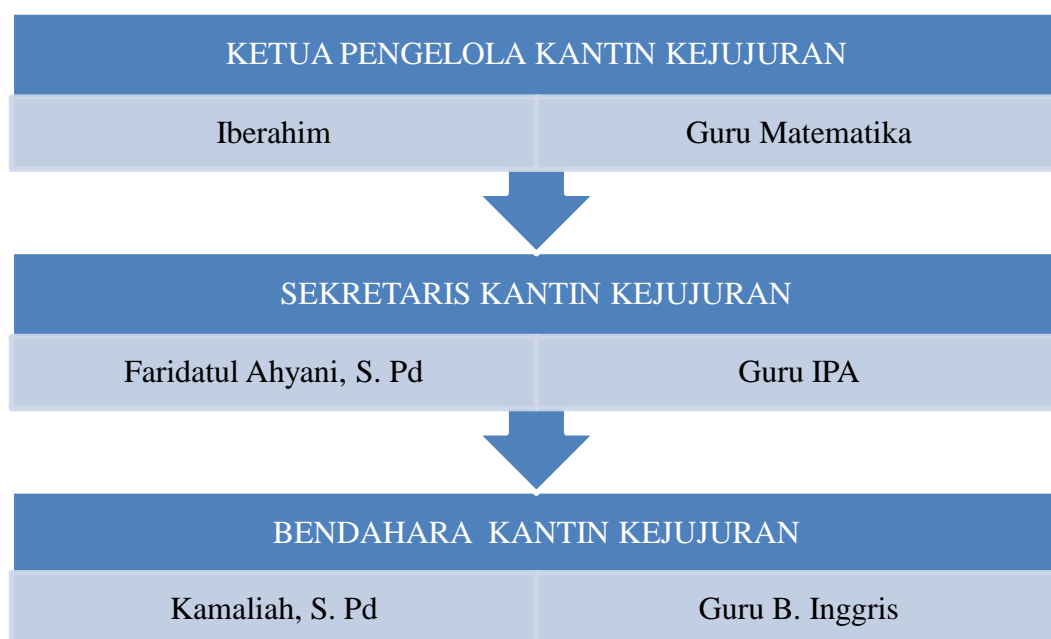 KETUA PENGELOLA KANTIN KEJUJURAN
Iberahim Guru Matematika
SEKRETARIS KANTIN KEJUJURAN
Faridatul Ahyani, S. Pd Guru IPA
BENDAHARA KANTIN KEJUJURAN
Kamaliah, S. Pd Guru B. Inggris